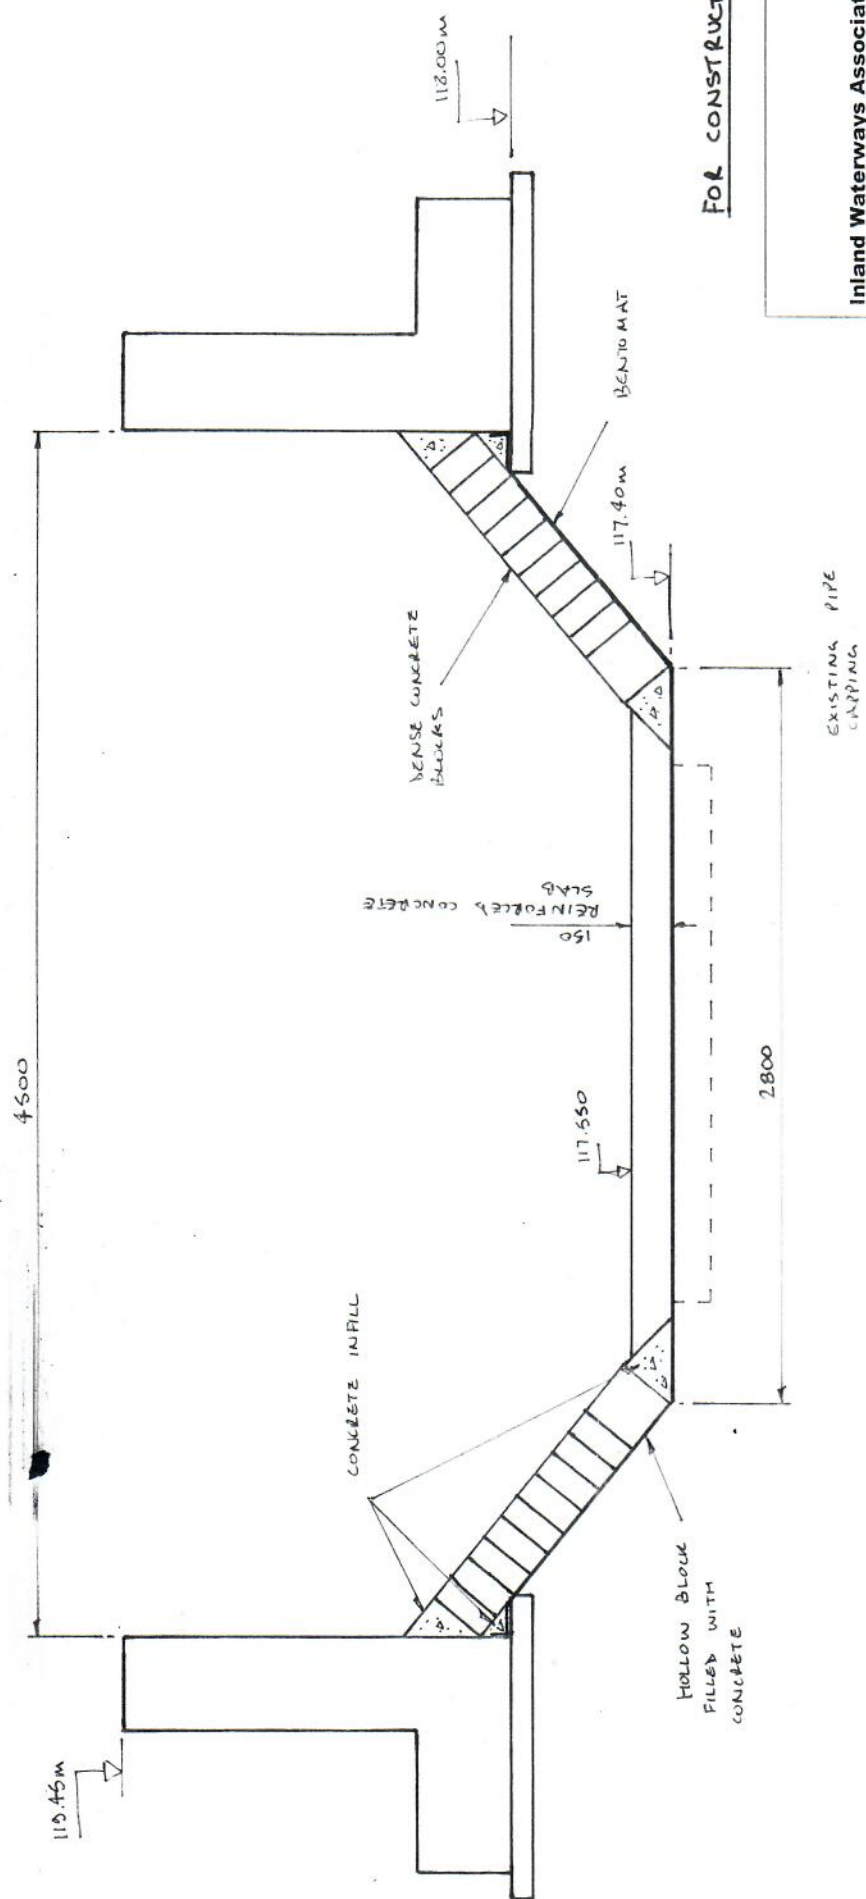 4500
119.45m
118.00m
CONCRETE INFILL
DENSE CONCRETE
BLOCKS
BENTOMAT
117.40m
117.550
150
REINFORCED CONCRETE
SLAB
HOLLOW BLOCK
FILLED WITH
CONCRETE
2800
EXISTING PIPE
CAPPING
FOR CONSTRUCT
Inland Waterways Associat